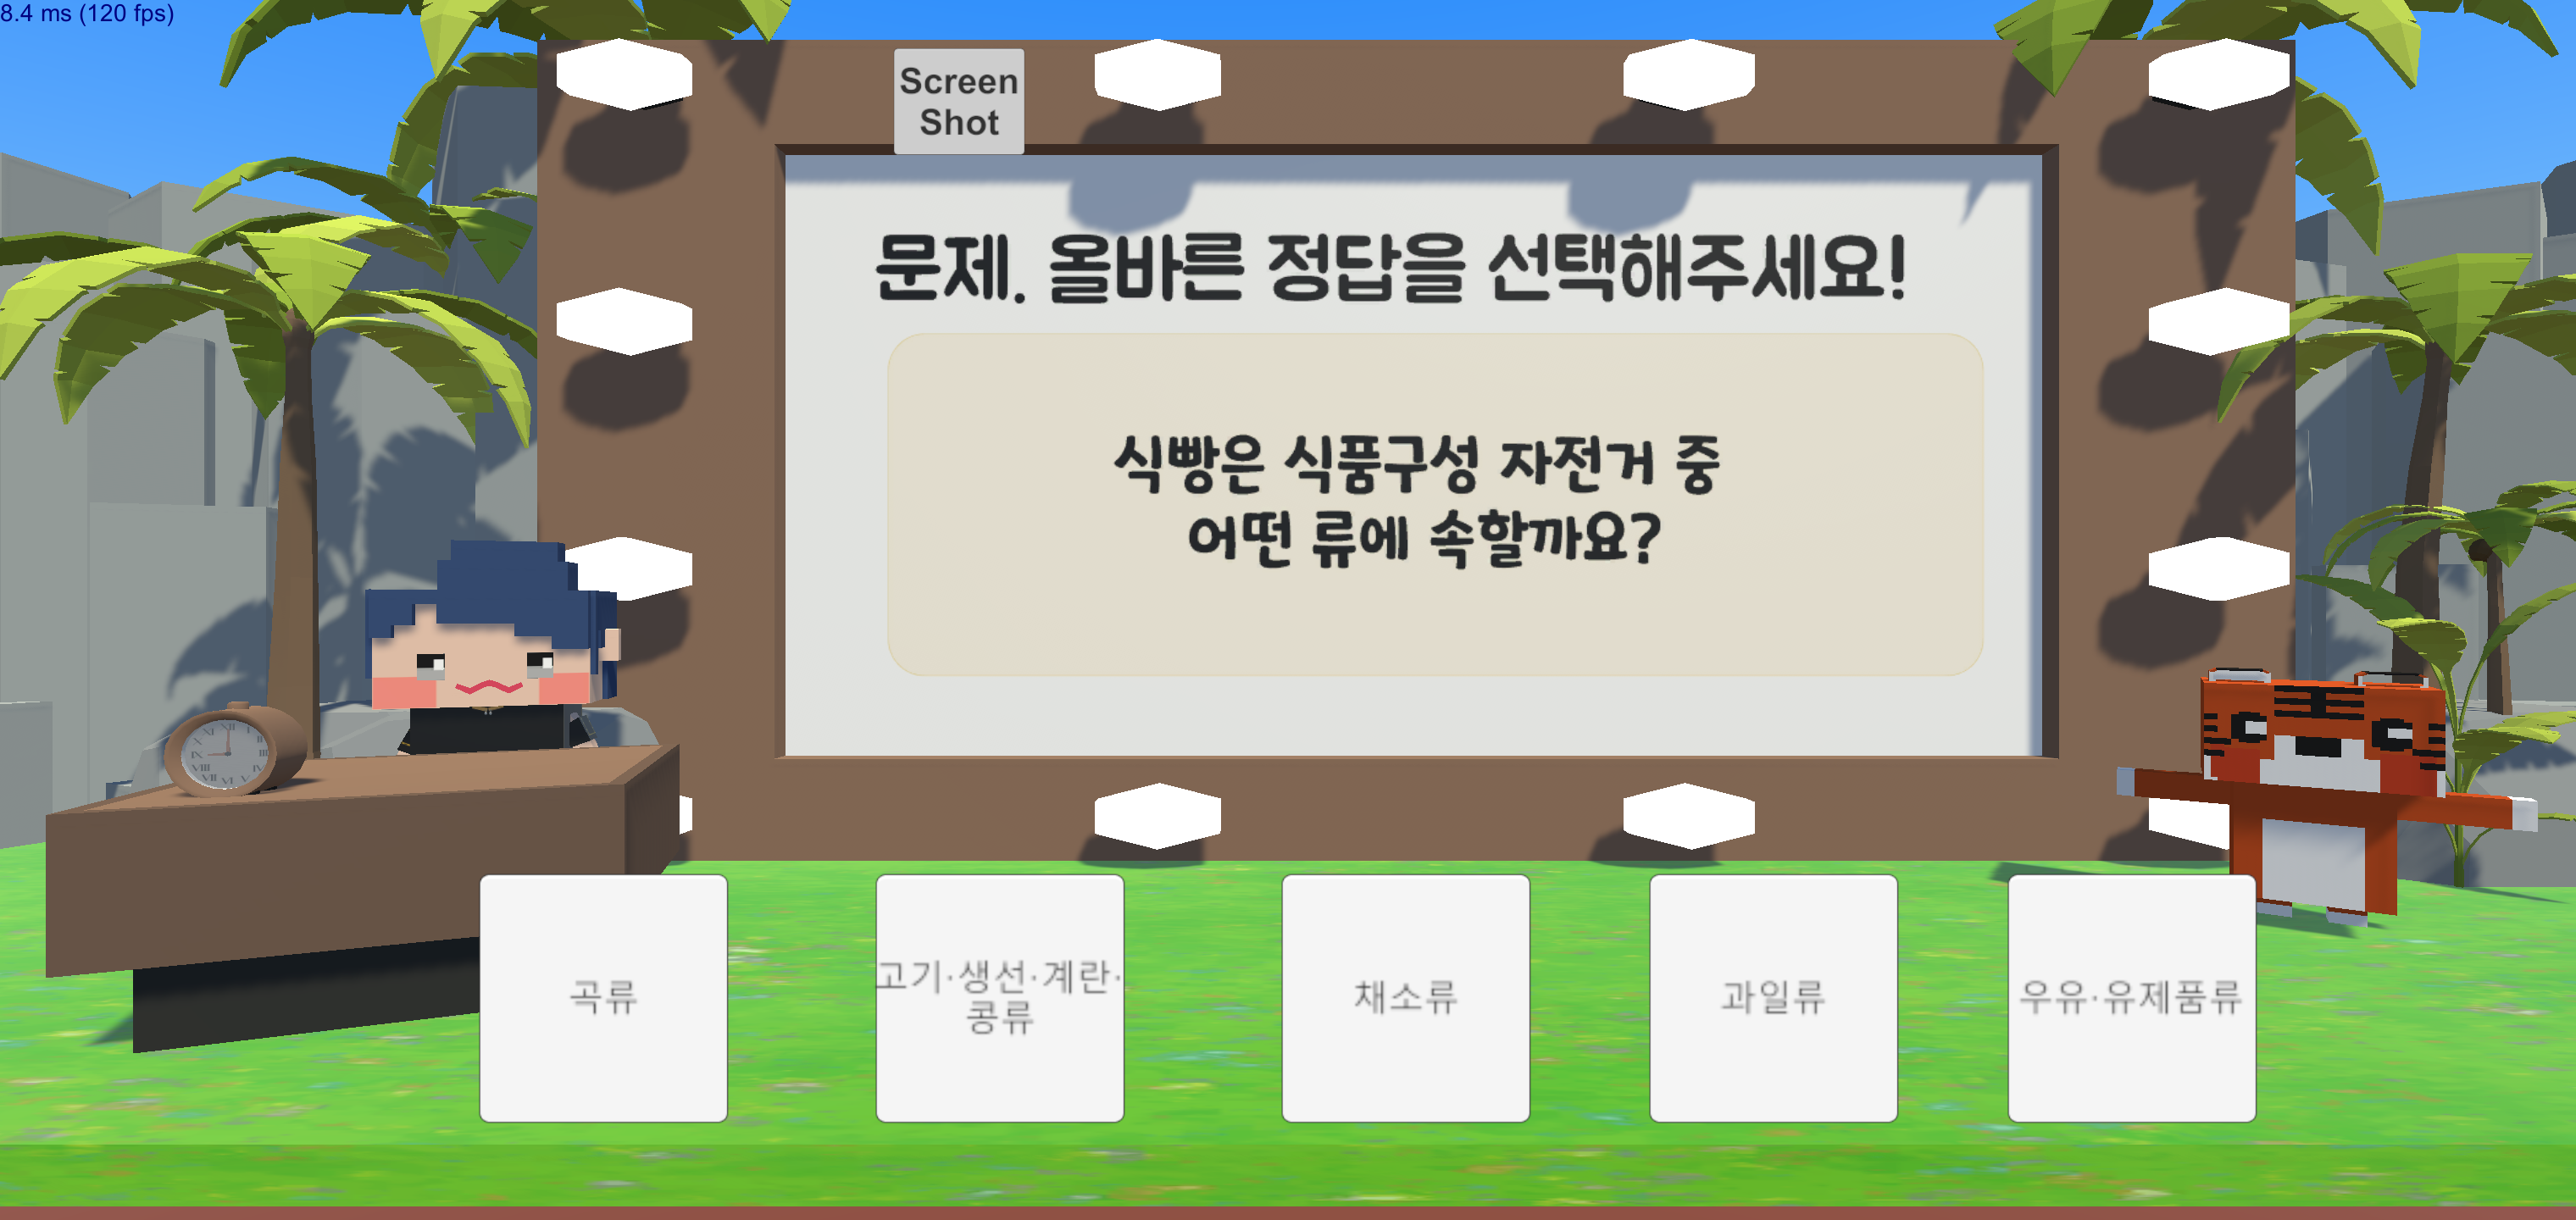 8.4 ms (120 fps)
Screen
Shot
문제. 올바른 정답을 선택해주세요!
식빵은 식품구성 자전거 중
어떤 류에 속할까요?
곡류
고기·생선·계란·
콩류
채소류
과일류
우유·유제품류